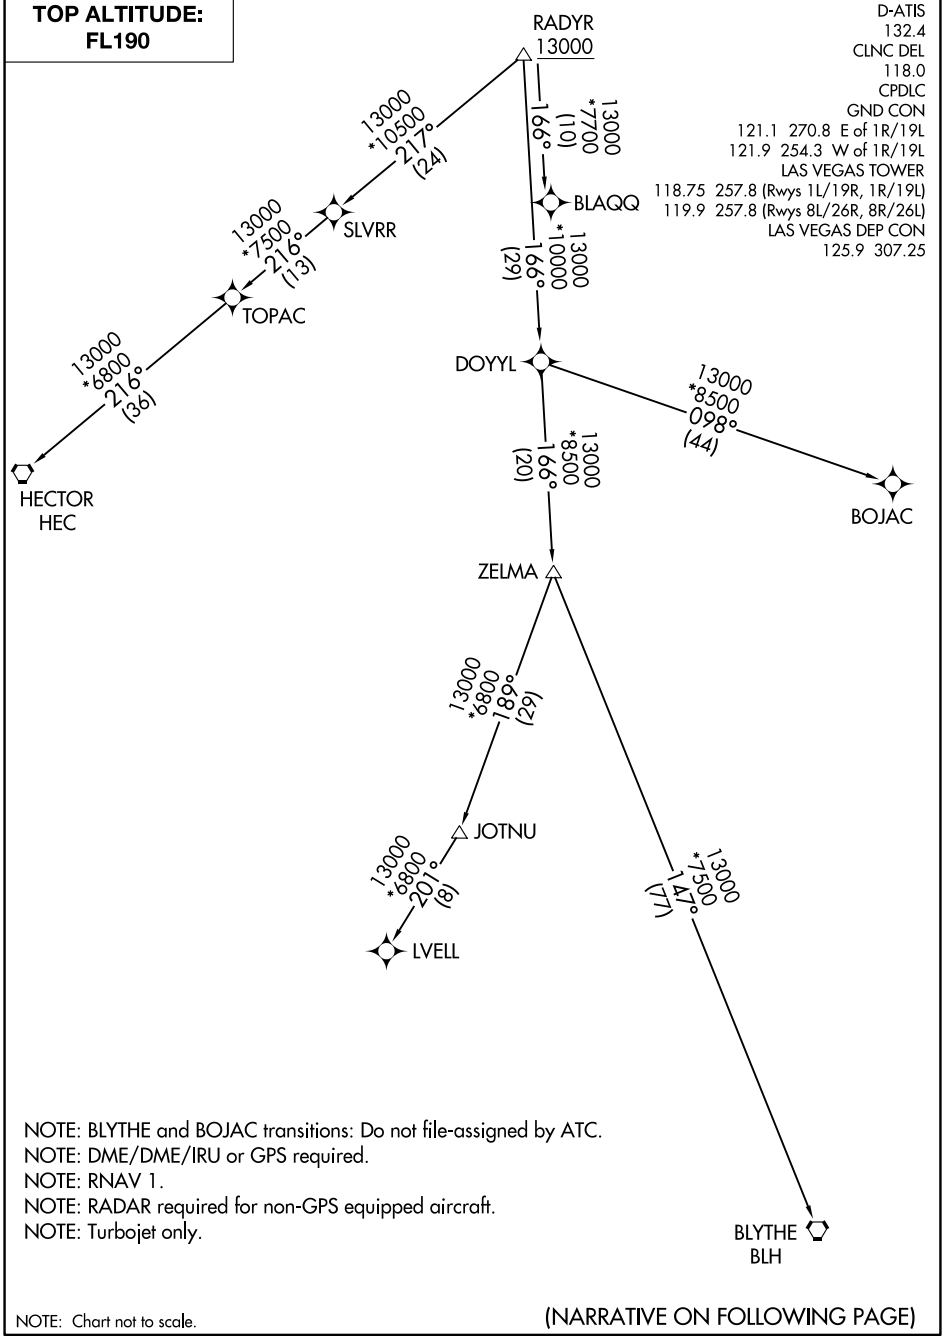 TOP ALTITUDE:
FL190
D-ATIS
132.4
CLNC DEL
118.0
CPDLC
GND CON
121.1 270.8 E of 1R/19L
121.9 254.3 W of 1R/19L
LAS VEGAS TOWER
118.75 257.8 (Rwys 1L/19R, 1R/19L)
119.9 257.8 (Rwys 8L/26R, 8R/26L)
LAS VEGAS DEP CON
125.9 307.25
RADYR
13000
13000
*10500
217°
(24)
13000
*7700
166°
(10)
BLAQQ
SLVRR
13000
*7500
216°
(13)
13000
*10000
166°
(29)
TOPAC
13000
*6800
216°
(36)
DOYYL
13000
*8500
098°
(44)
13000
*8500
166°
(20)
HECTOR
HEC
BOJAC
ZELMA
13000
*6800
189°
(29)
JOTNU
13000
*6800
201°
(8)
13000
*7500
147°
(77)
LVELL
NOTE: BLYTHE and BOJAC transitions: Do not file-assigned by ATC.
NOTE: DME/DME/IRU or GPS required.
NOTE: RNAV 1.
NOTE: RADAR required for non-GPS equipped aircraft.
NOTE: Turbojet only.
BLYTHE
BLH
NOTE: Chart not to scale.
(NARRATIVE ON FOLLOWING PAGE)